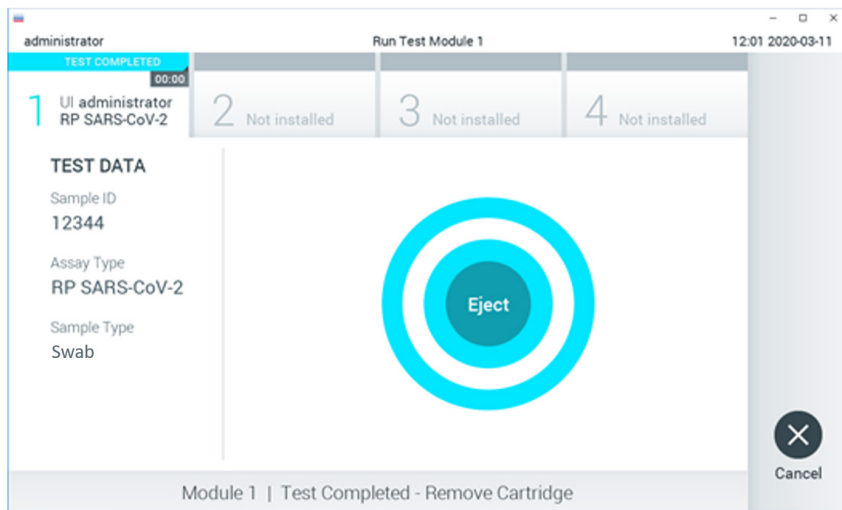 administrator Run Test Module 1 12:01 2020-03-11
TEST COMPLETED
00:00
1 UI administrator
RP SARS-CoV-2
2 Not installed
3 Not installed
4 Not installed
TEST DATA
Sample ID
12344
Assay Type
RP SARS-CoV-2
Sample Type
Swab
Eject
Cancel
Module 1 | Test Completed - Remove Cartridge